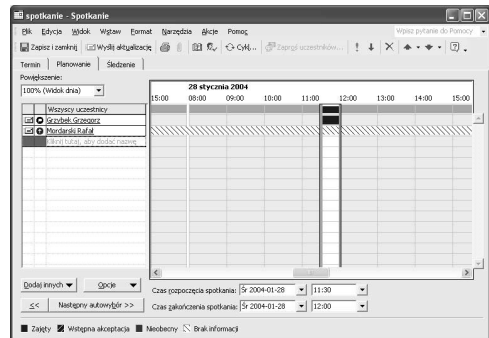 spotkanie - Spotkanie
Plik Edycja Widok Wstaw Format Narzędzia Akcje Pomoc Wpisz pytanie do Pomocy
Zapisz i zamknij Wyślij aktualizację Cykl... Zaproś uczestników...
Termin Planowanie Śledzenie
Powiększenie:
100% (Widok dnia)
28 stycznia 2004
15:00 08:00 09:00 10:00 11:00 12:00 13:00 14:00 15:00
Wszyscy uczestnicy
Grzybek Grzegorz
Mordarski Rafał
Kliknij tutaj, aby dodać nazwę
Dodaj innych Opcje
Czas rozpoczęcia spotkania: Śr 2004-01-28 11:30
<< Następny autowybór >>
Czas zakończenia spotkania: Śr 2004-01-28 12:00
Zajęty Wstępna akceptacja Nieobecny Brak informacji